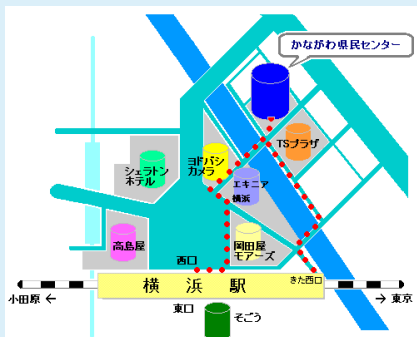 かながわ県民センター
TSプラザ
ヨドバシ
カメラ
シェラトン
ホテル
エキニア
横浜
高島屋
岡田屋
モアーズ
西口
きた西口
横浜駅
小田原 ←
→ 東京
東口
そごう